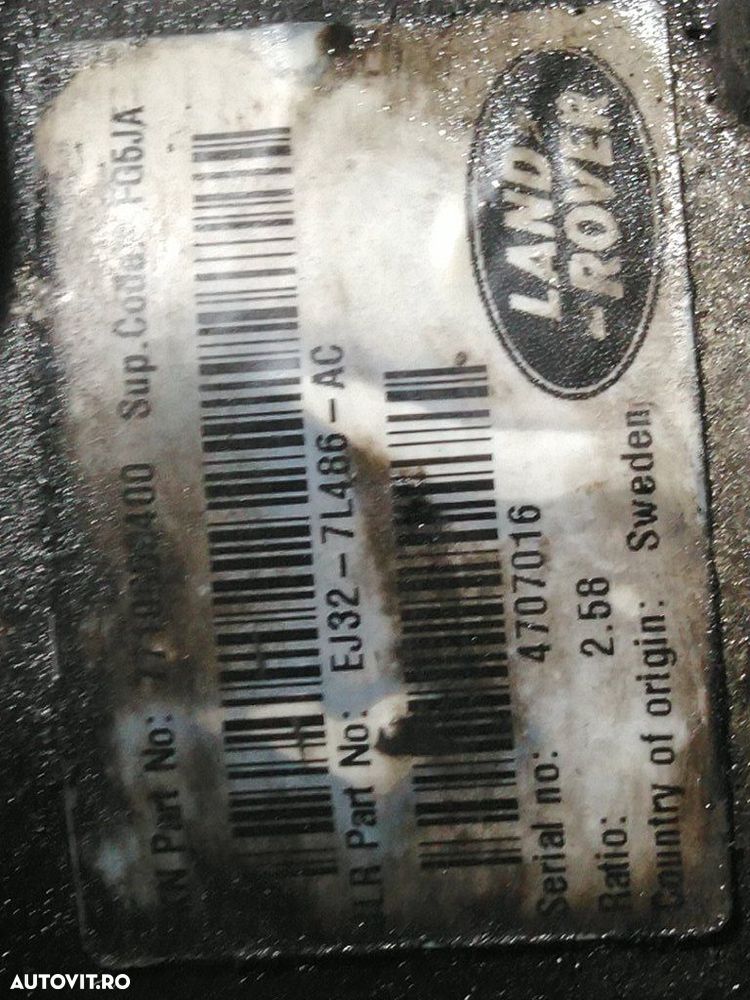 Part No: Sup. Code: FG5JA
LR Part No: EJ32-7L486-AC
Serial no: 4707016
Ratio: 2.58
Country of origin: Sweden
LAND-
-ROVER
AUTOVIT.RO